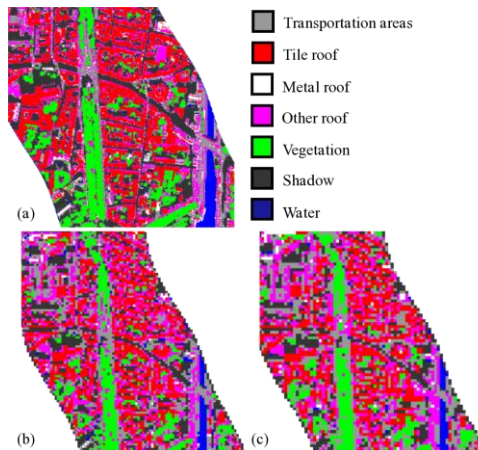 Transportation areas
Tile roof
Metal roof
Other roof
Vegetation
Shadow
Water
(a)
(b)
(c)